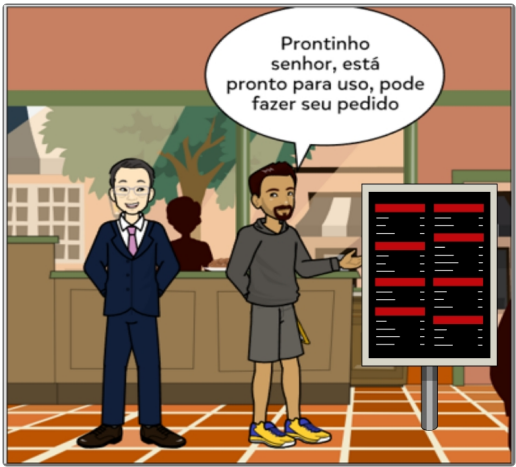 Prontinho
senhor, está
pronto para uso, pode
fazer seu pedido